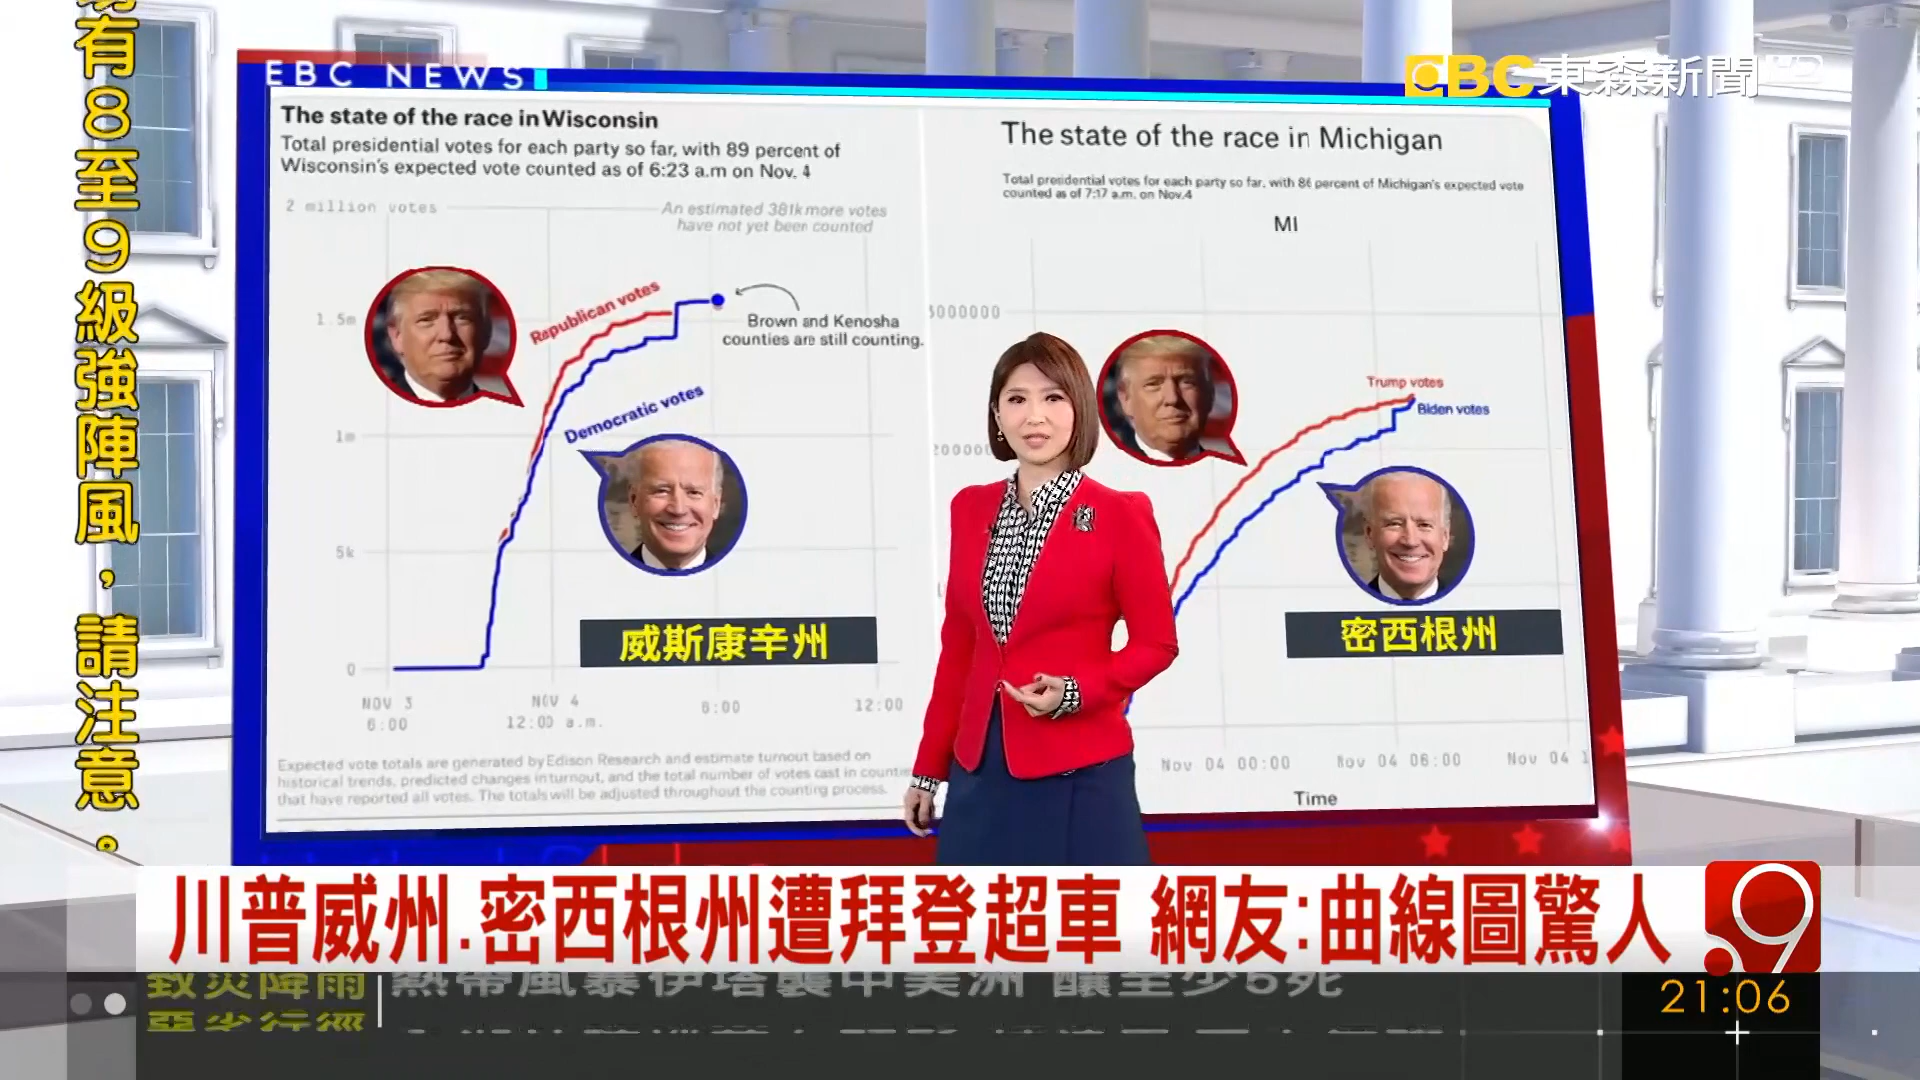 有8至9級強陣風，請注意。
EBC NEWS
EBC 東森新聞
The state of the race in Wisconsin
Total presidential votes for each party so far, with 89 percent of
Wisconsin's expected vote counted as of 6:23 a.m on Nov. 4
2 million votes
An estimated 381k more votes
have not yet been counted
1.5m
1m
5k
0
Republican votes
Democratic votes
Brown and Kenosha
counties are still counting.
威斯康辛州
NOV 3
6:00
NOV 4
12:00 a.m.
6:00
12:00
Expected vote totals are generated by Edison Research and estimate turnout based on
historical trends, predicted changes in turnout, and the total number of votes cast in
that have reported all votes. The totals will be adjusted throughout the counting process.
The state of the race in Michigan
Total presidential votes for each party so far, with 86 percent of Michigan's expected vote
counted as of 7:17 a.m. on Nov.4
MI
Trump votes
Biden votes
密西根州
Nov 04 00:00
Nov 04 06:00
Nov 04
Time
川普威州.密西根州遭拜登超車 網友:曲線圖驚人
9
致災降雨
熱帶風暴伊塔襲中美洲 釀至少5死
21:06